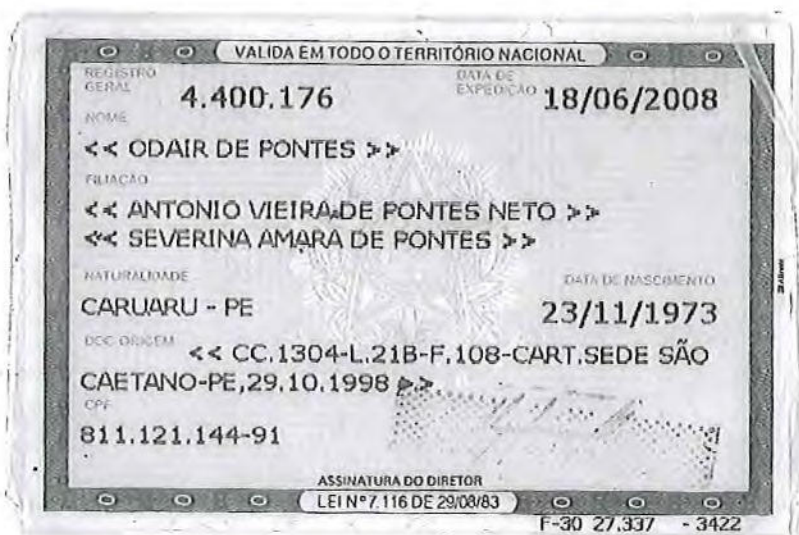 VALIDA EM TODO O TERRITÓRIO NACIONAL
REGISTRO GERAL 4.400.176 DATA DE EXPEDIÇÃO 18/06/2008
NOME
<< ODAIR DE PONTES >>
FILIAÇÃO
<< ANTONIO VIEIRA DE PONTES NETO >>
<< SEVERINA AMARA DE PONTES >>
NATURALIDADE DATA DE NASCIMENTO
CARUARU - PE 23/11/1973
DOC ORIGEM << CC.1304-L.21B-F.108-CART.SEDE SÃO
CAETANO-PE,29.10.1998 >>
CPF
811.121.144-91
ASSINATURA DO DIRETOR
LEI Nº 7.116 DE 29/08/83
F-30 27.337 - 3422